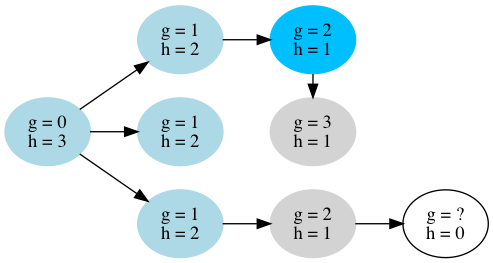 g = 1
h = 2
g = 2
h = 1
g = 0
h = 3
g = 1
h = 2
g = 3
h = 1
g = 1
h = 2
g = 2
h = 1
g = ?
h = 0